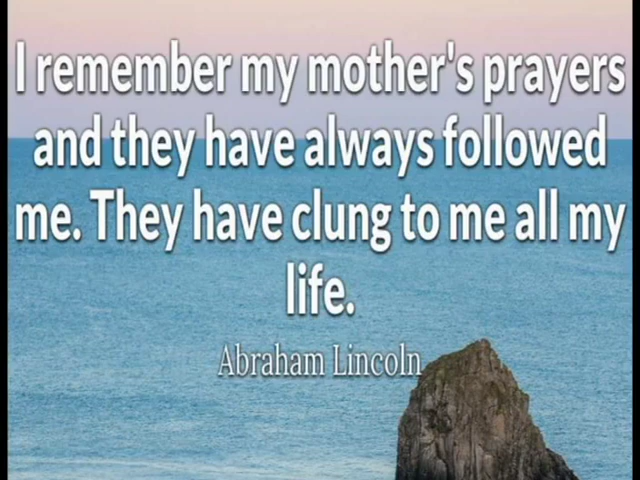 I remember my mother's prayers
and they have always followed
me. They have clung to me all my
life.
Abraham Lincoln